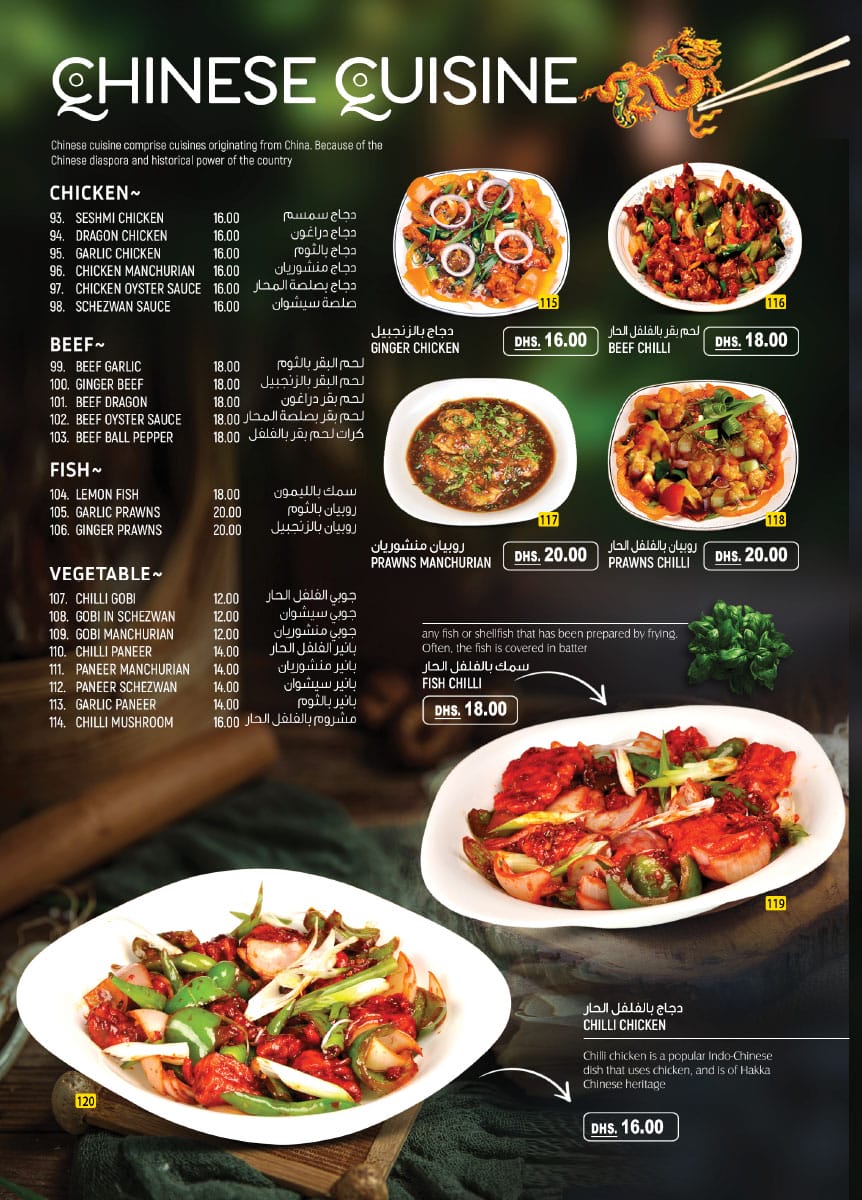 CHINESE CUISINE
Chinese cuisine comprise cuisines originating from China. Because of the
Chinese diaspora and historical power of the country
CHICKEN~
93. SESHMI CHICKEN 16.00 دجاج سمسم
94. DRAGON CHICKEN 16.00 دجاج دراغون
95. GARLIC CHICKEN 16.00 دجاج بالثوم
96. CHICKEN MANCHURIAN 16.00 دجاج منشوريان
97. CHICKEN OYSTER SAUCE 16.00 دجاج بصلصة المحار
98. SCHEZWAN SAUCE 16.00 صلصة سيشوان
BEEF~
99. BEEF GARLIC 18.00 لحم البقر بالثوم
100. GINGER BEEF 18.00 لحم البقر بالزنجبيل
101. BEEF DRAGON 18.00 لحم بقر دراغون
102. BEEF OYSTER SAUCE 18.00 لحم بقر بصلصة المحار
103. BEEF BALL PEPPER 18.00 كرات لحم بقر بالفلفل
FISH~
104. LEMON FISH 18.00 سمك بالليمون
105. GARLIC PRAWNS 20.00 روبيان بالثوم
106. GINGER PRAWNS 20.00 روبيان بالزنجبيل
VEGETABLE~
107. CHILLI GOBI 12.00 جوبي الفلفل الحار
108. GOBI IN SCHEZWAN 12.00 جوبي سيشوان
109. GOBI MANCHURIAN 12.00 جوبي منشوريان
110. CHILLI PANEER 14.00 بانير الفلفل الحار
111. PANEER MANCHURIAN 14.00 بانير منشوريان
112. PANEER SCHEZWAN 14.00 بانير سيشوان
113. GARLIC PANEER 14.00 بانير بالثوم
114. CHILLI MUSHROOM 16.00 مشروم بالفلفل الحار
115
دجاج بالزنجبيل
GINGER CHICKEN
DHS. 16.00
116
لحم بقر بالفلفل الحار
BEEF CHILLI
DHS. 18.00
117
روبيان منشوريان
PRAWNS MANCHURIAN
DHS. 20.00
118
روبيان بالفلفل الحار
PRAWNS CHILLI
DHS. 20.00
any fish or shellfish that has been prepared by frying.
Often, the fish is covered in batter
سمك بالفلفل الحار
FISH CHILLI
DHS. 18.00
119
120
دجاج بالفلفل الحار
CHILLI CHICKEN
Chilli chicken is a popular Indo-Chinese
dish that uses chicken, and is of Hakka
Chinese heritage
DHS. 16.00